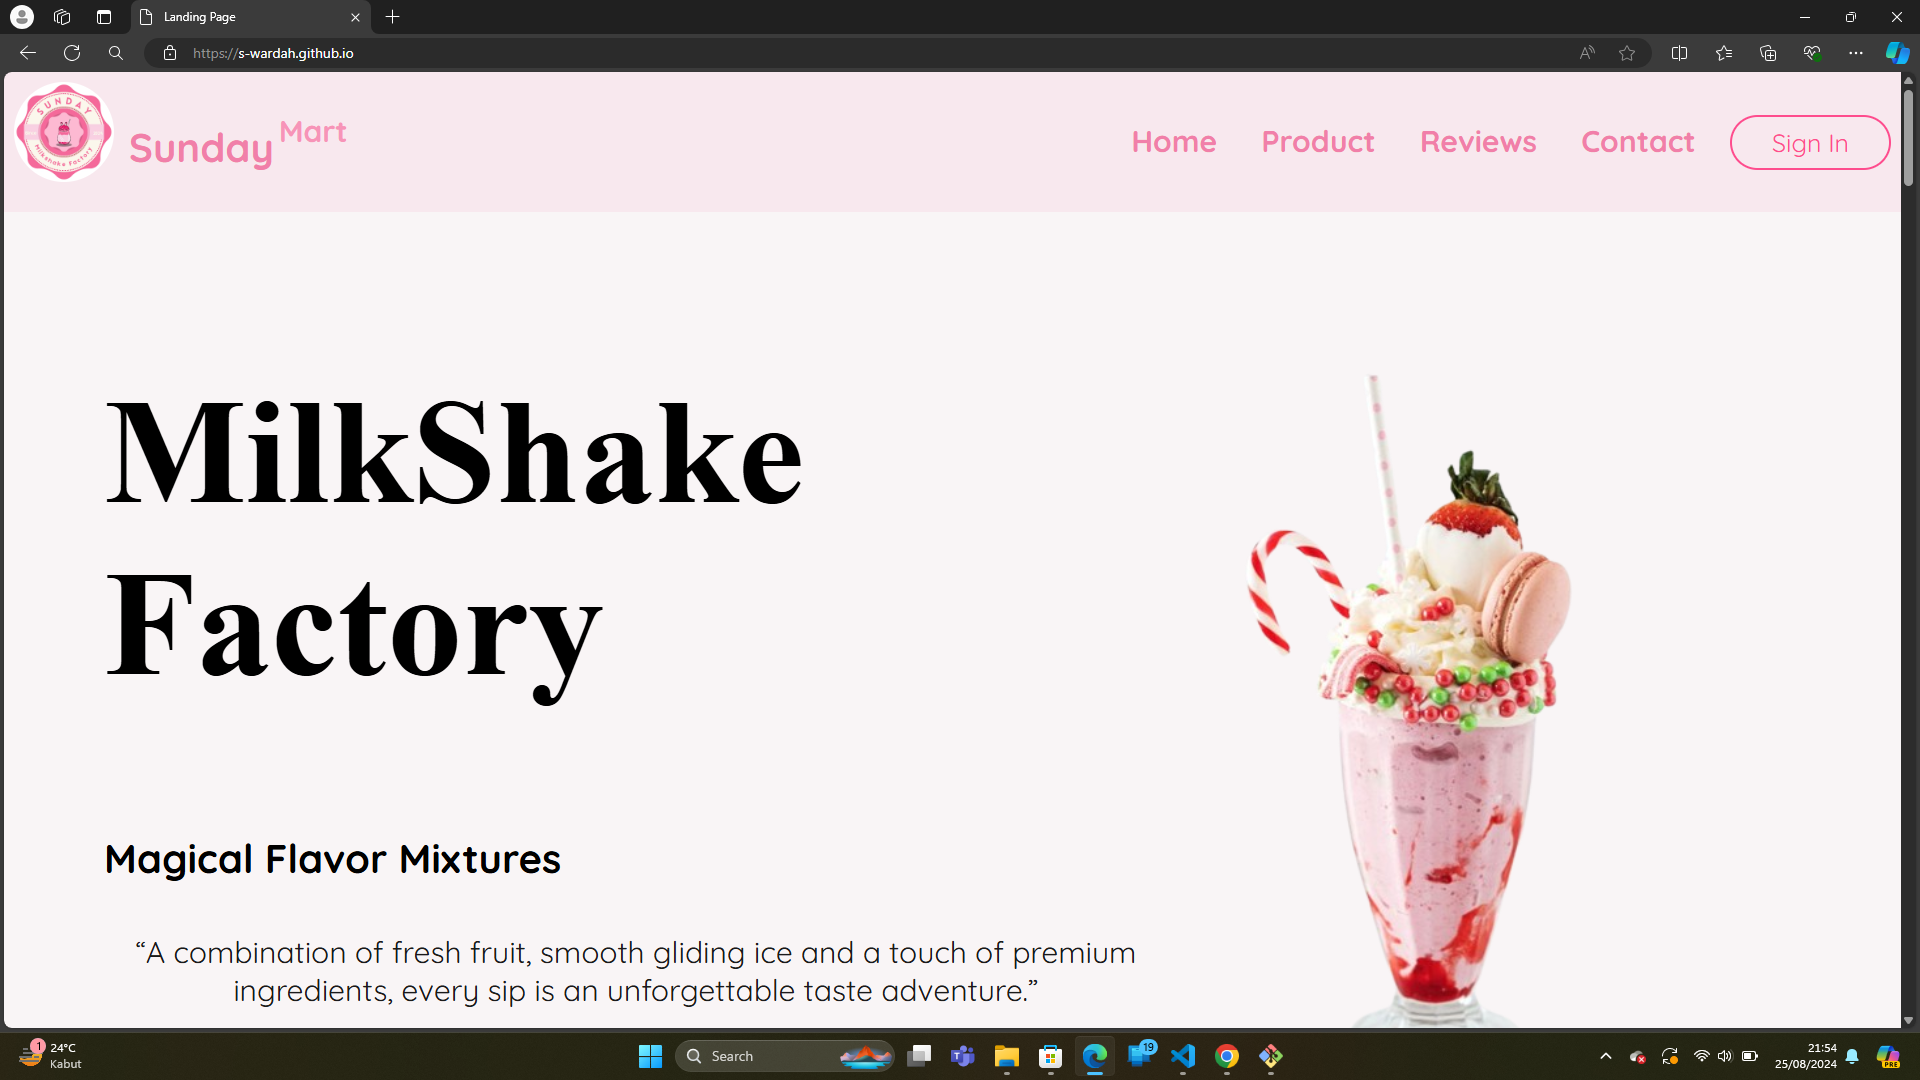 Landing Page
https://s-wardah.github.io
SUNDAY
Milkshake Factory
Sunday Mart
Home
Product
Reviews
Contact
Sign In
MilkShake
Factory
Magical Flavor Mixtures
“A combination of fresh fruit, smooth gliding ice and a touch of premium
ingredients, every sip is an unforgettable taste adventure.”
1
24°C
Kabut
Search
19
21:54
25/08/2024
PRE